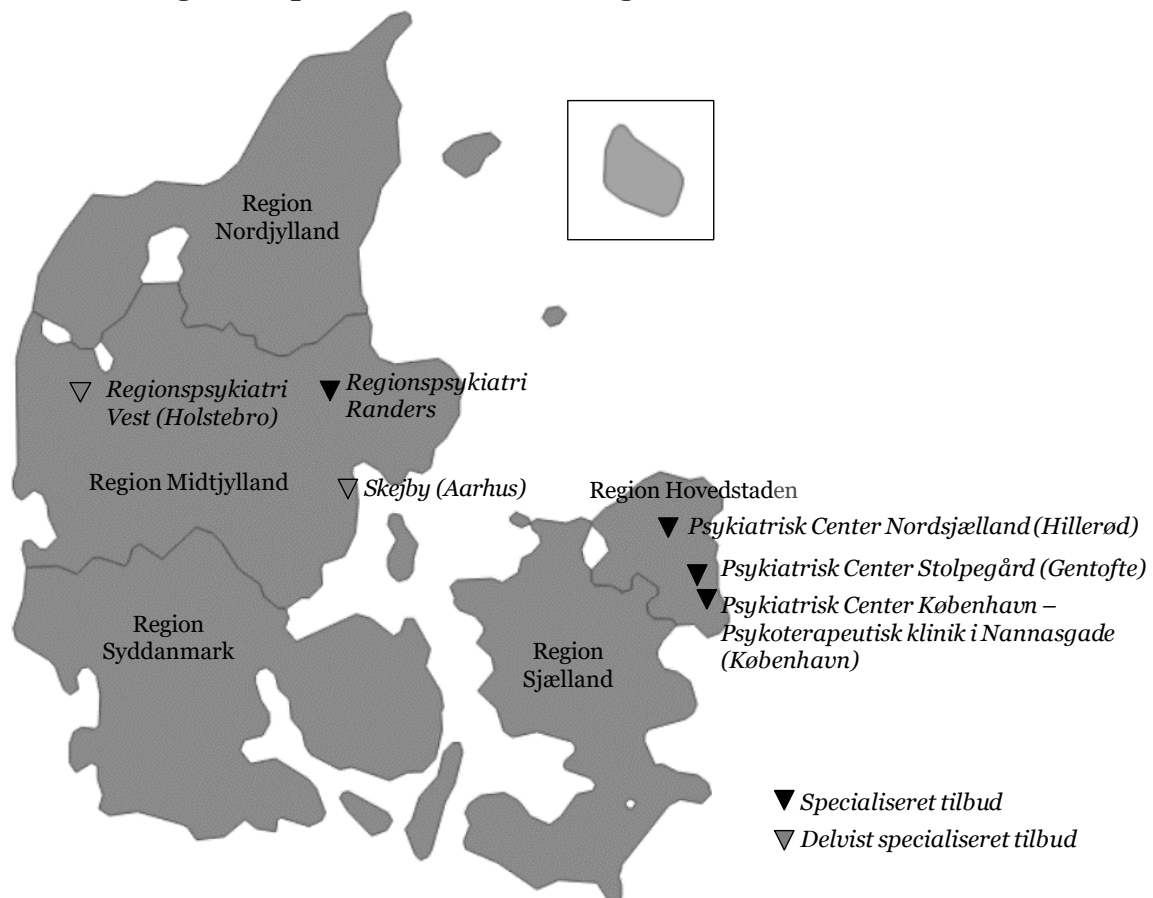 Region
Nordjylland
Regionspsykiatri
Vest (Holstebro)
Regionspsykiatri
Randers
Region Midtjylland
Skejby (Aarhus)
Region Hovedstaden
Psykiatrisk Center Nordsjælland (Hillerød)
Psykiatrisk Center Stolpegård (Gentofte)
Psykiatrisk Center København –
Psykoterapeutisk klinik i Nannasgade
(København)
Region
Syddanmark
Region
Sjælland
Specialiseret tilbud
Delvist specialiseret tilbud